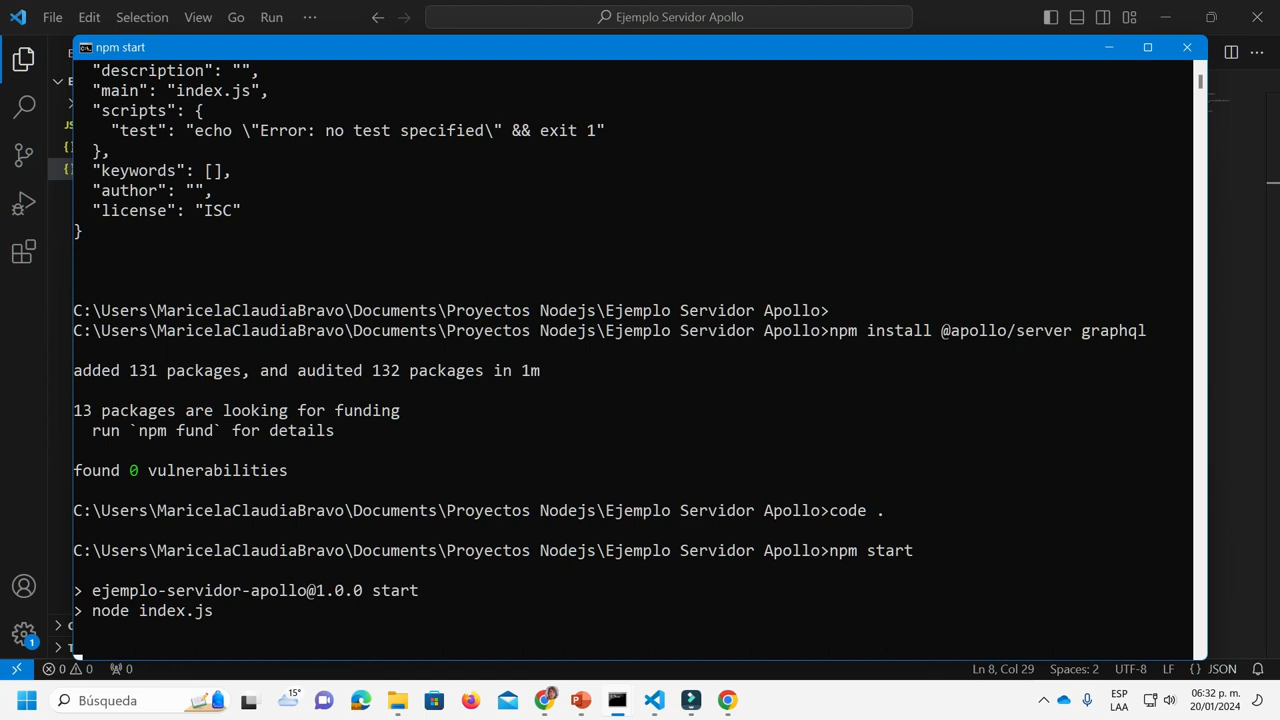 File Edit Selection View Go Run ··· Ejemplo Servidor Apollo
npm start
"description": "",
"main": "index.js",
"scripts": {
"test": "echo \"Error: no test specified\" && exit 1"
},
"keywords": [],
"author": "",
"license": "ISC"
}
C:\Users\MaricelaClaudiaBravo\Documents\Proyectos Nodejs\Ejemplo Servidor Apollo>
C:\Users\MaricelaClaudiaBravo\Documents\Proyectos Nodejs\Ejemplo Servidor Apollo>npm install @apollo/server graphql
added 131 packages, and audited 132 packages in 1m
13 packages are looking for funding
run `npm fund` for details
found 0 vulnerabilities
C:\Users\MaricelaClaudiaBravo\Documents\Proyectos Nodejs\Ejemplo Servidor Apollo>code .
C:\Users\MaricelaClaudiaBravo\Documents\Proyectos Nodejs\Ejemplo Servidor Apollo>npm start
> ejemplo-servidor-apollo@1.0.0 start
> node index.js
1
0 0 0 Ln 8, Col 29 Spaces: 2 UTF-8 LF {} JSON
Búsqueda 15° ESP LAA 06:32 p. m. 20/01/2024